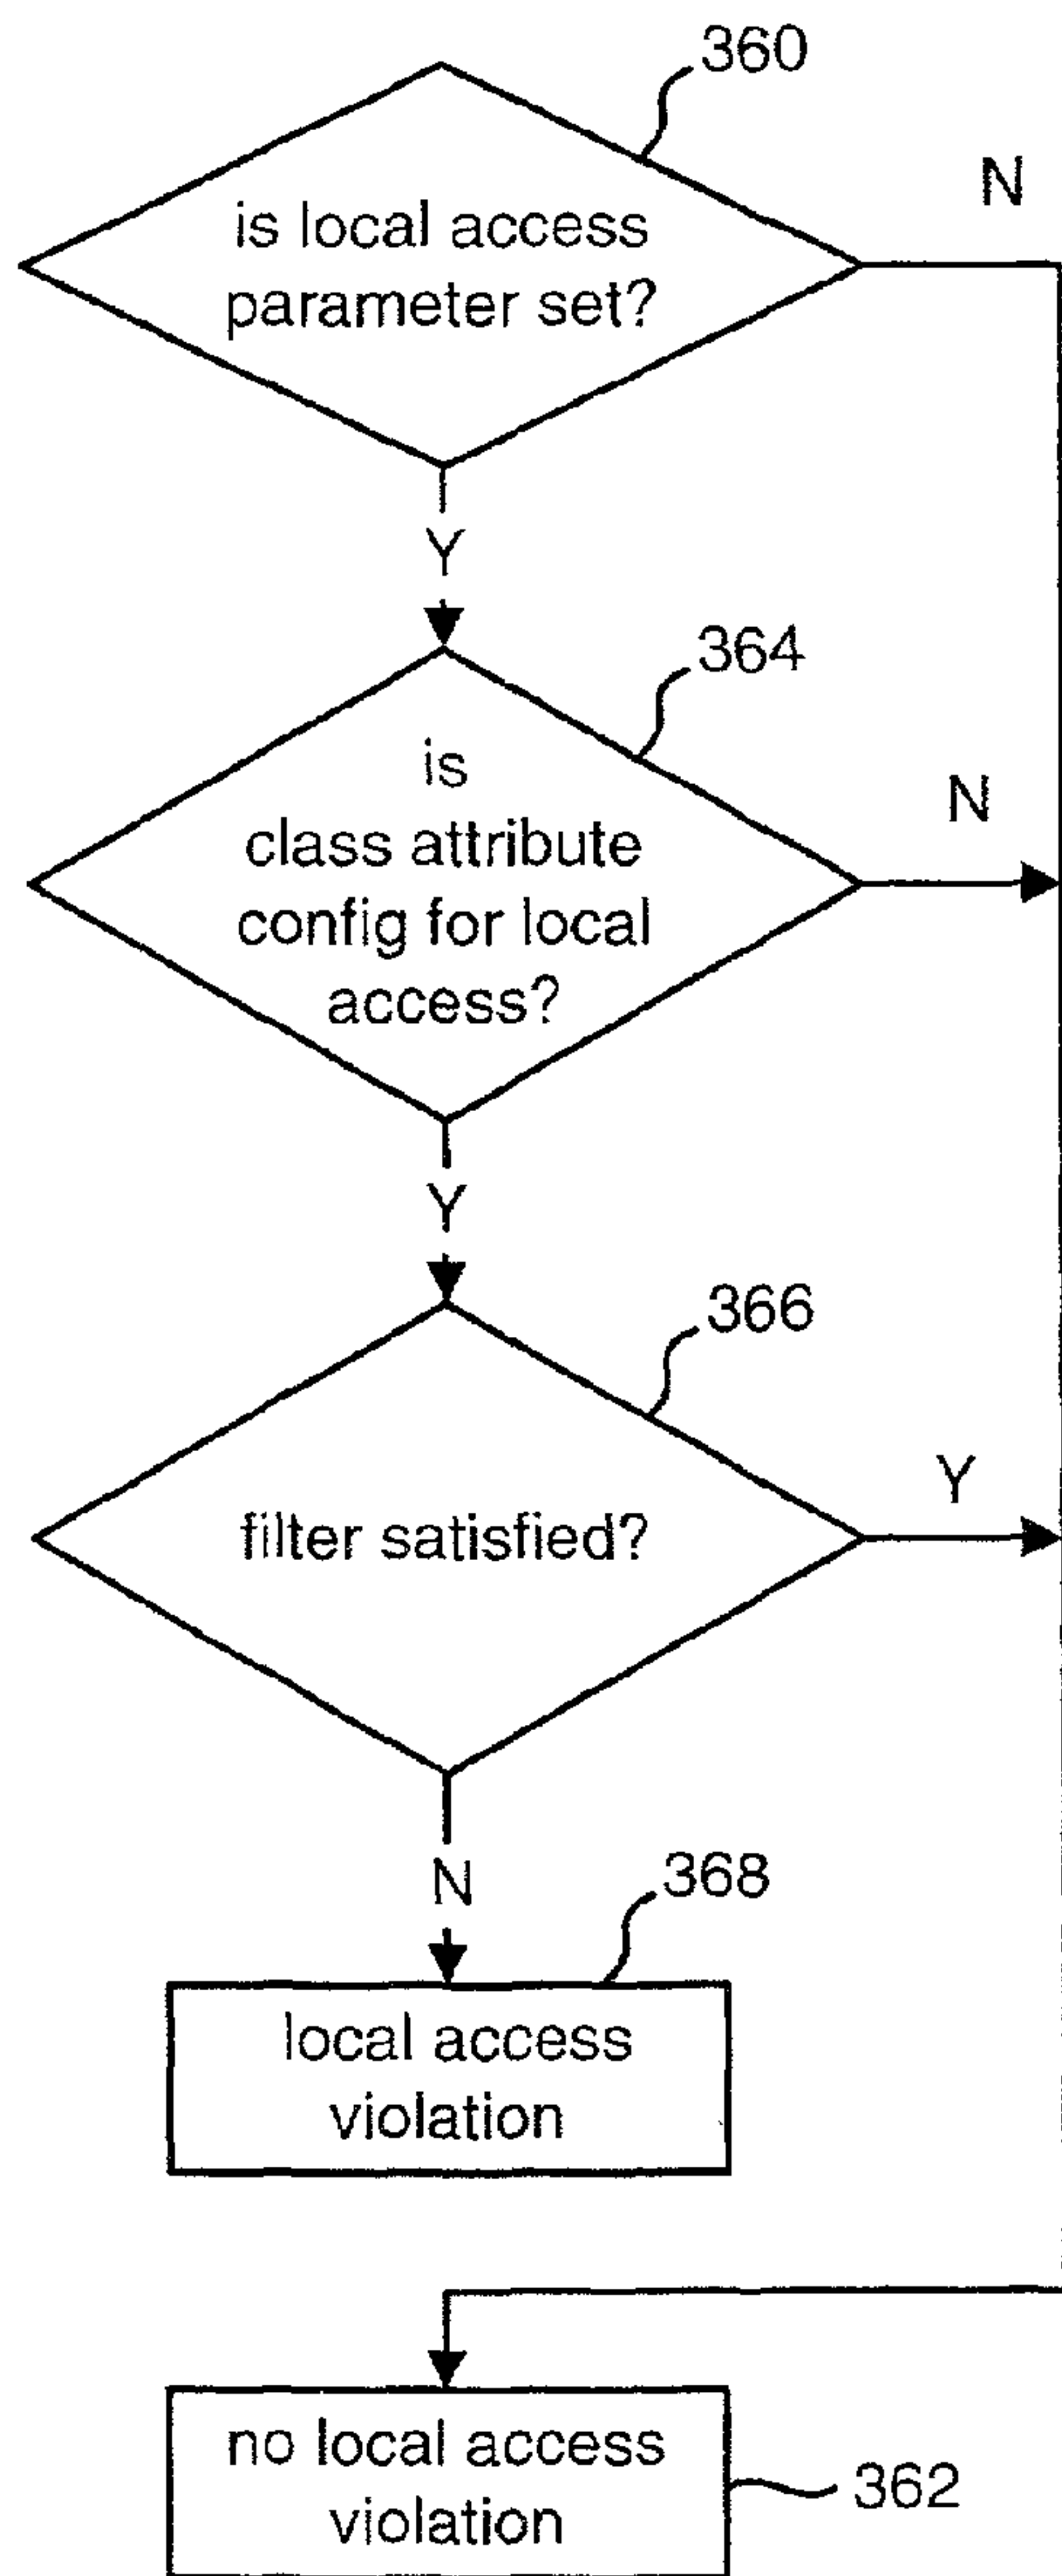 360
is local access
parameter set?
N
Y
364
is
class attribute
config for local
access?
N
Y
366
filter satisfied?
Y
N
368
local access
violation
no local access
violation
362